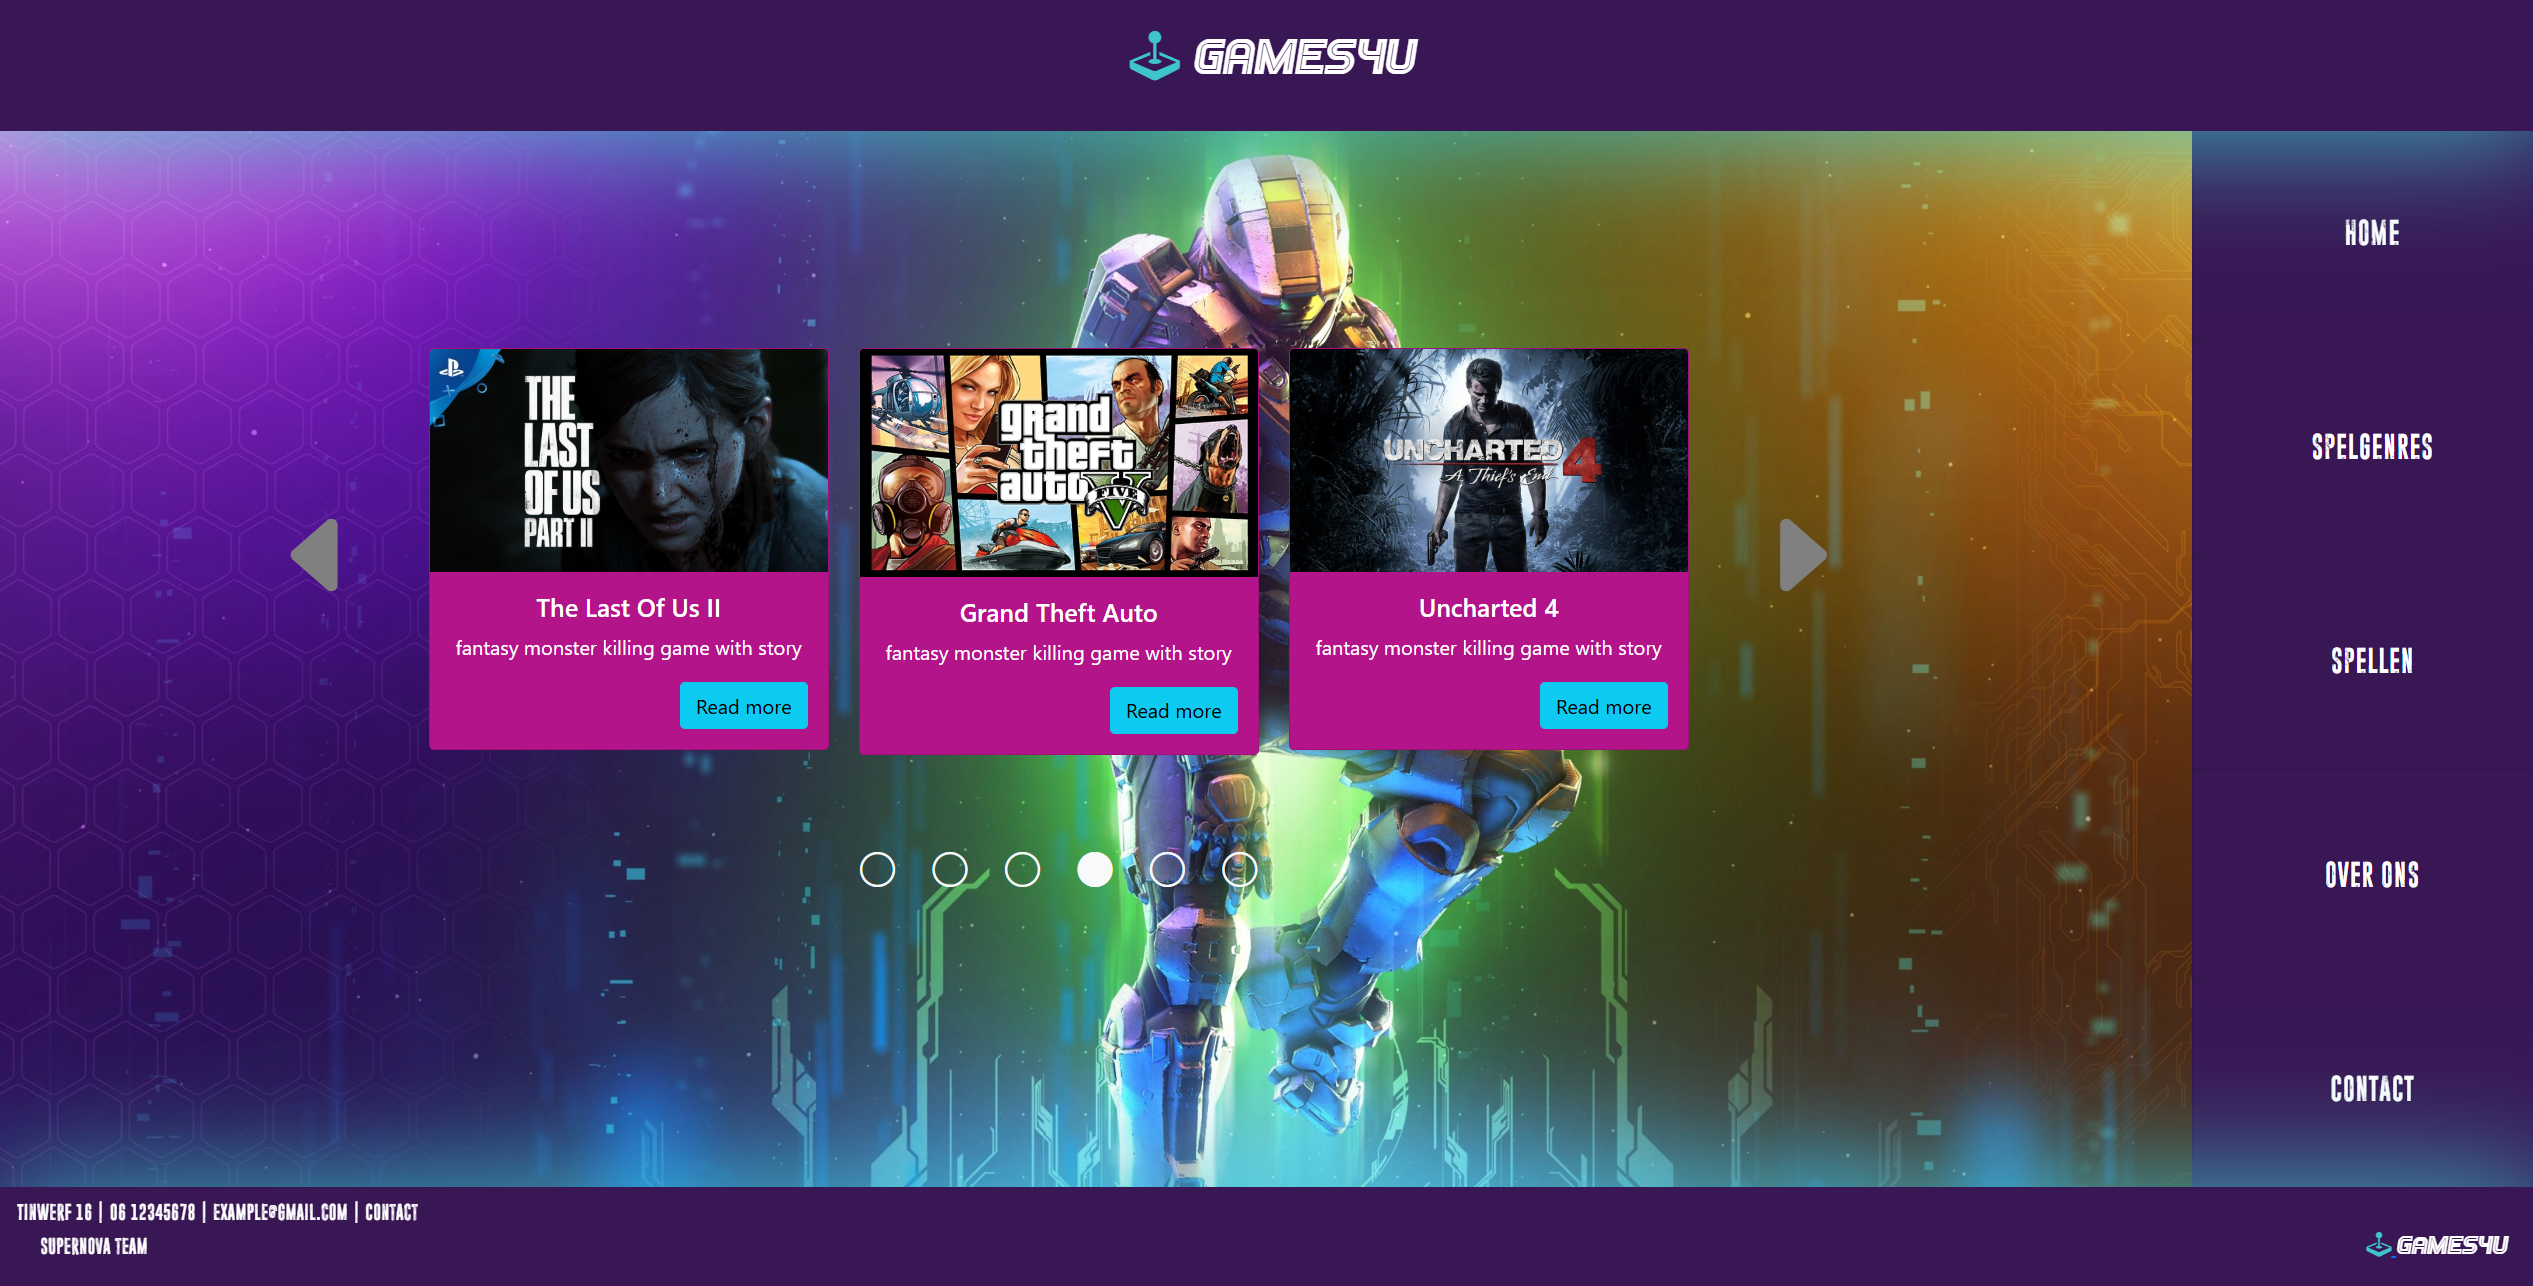 GAMES4U
HOME
SPELGENRES
SPELLEN
OVER ONS
CONTACT
THE
LAST
OF US
PART II
The Last Of Us II
fantasy monster killing game with story
Read more
grand
theft
auto
V
FIVE
Grand Theft Auto
fantasy monster killing game with story
Read more
UNCHARTED 4
A Thief's End
Uncharted 4
fantasy monster killing game with story
Read more
TINWERF 16 | 06 12345678 | EXAMPLE@GMAIL.COM | CONTACT
SUPERNOVA TEAM
GAMES4U